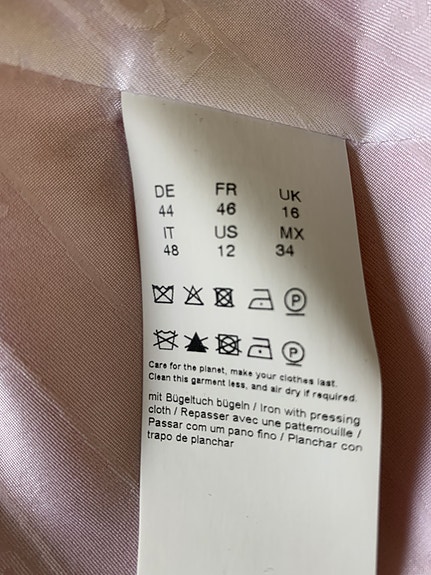 DE FR UK
44 46 16
IT US MX
48 12 34
P
P
Care for the planet, make your clothes last.
Clean this garment less, and air dry if required.
mit Bügeltuch bügeln / Iron with pressing
cloth / Repasser avec une pattemouille /
Passar com um pano fino / Planchar con
trapo de planchar